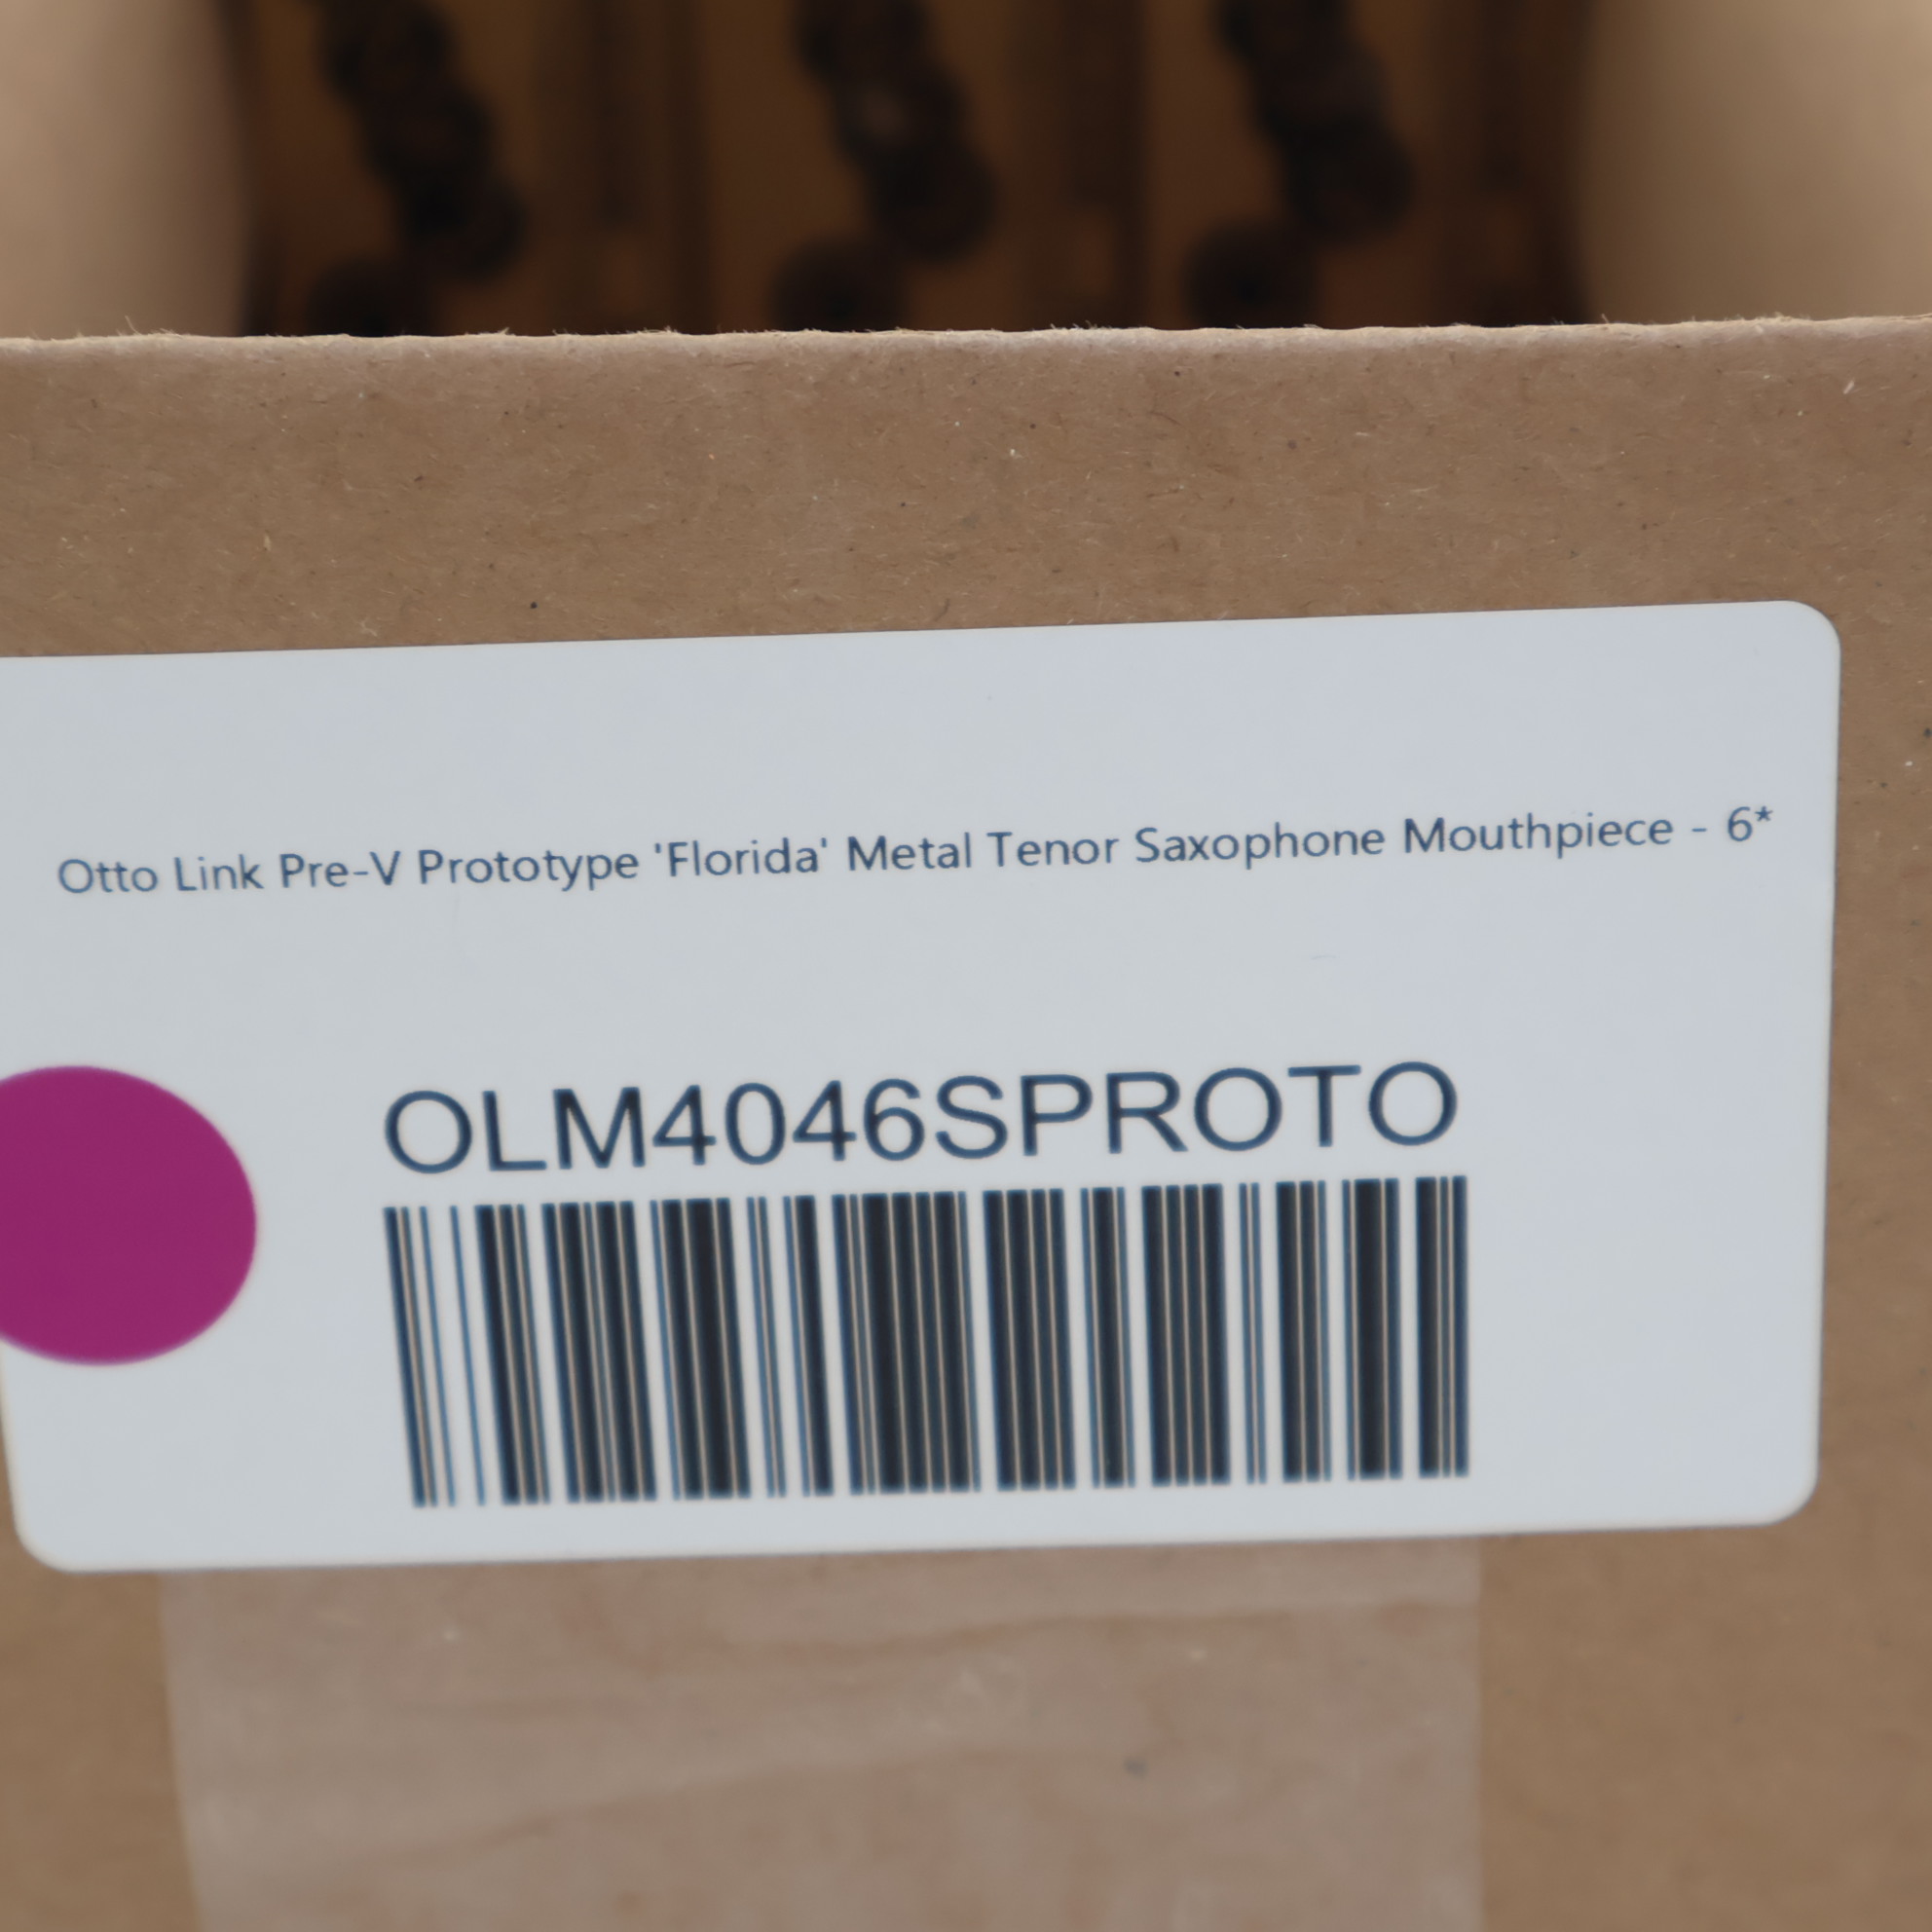 Otto Link Pre-V Prototype 'Florida' Metal Tenor Saxophone Mouthpiece - 6*
OLM4046SPROTO